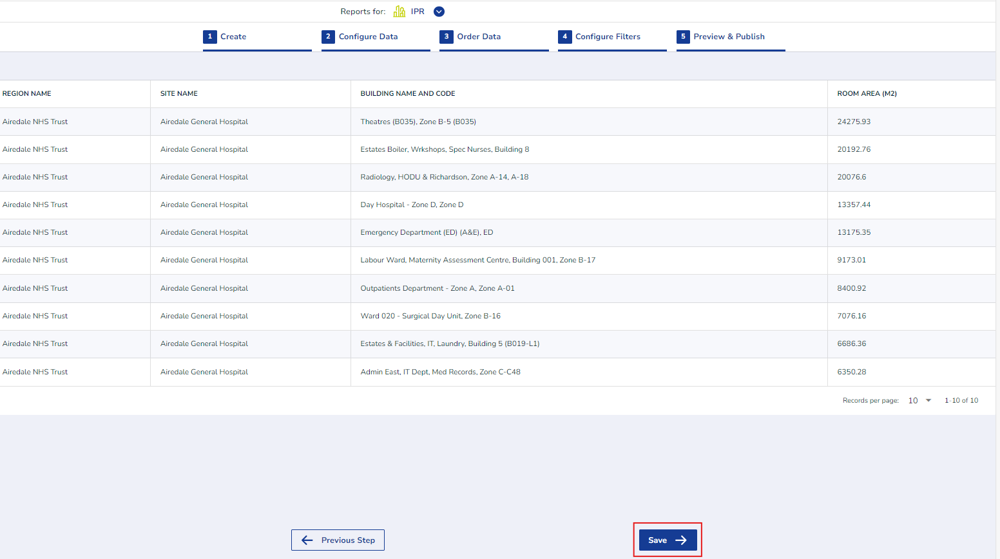 Reports for: IPR
1 Create 2 Configure Data 3 Order Data 4 Configure Filters 5 Preview & Publish
REGION NAME SITE NAME BUILDING NAME AND CODE ROOM AREA (M2)
Airedale NHS Trust Airedale General Hospital Theatres (B035), Zone B-5 (B035) 24275.93
Airedale NHS Trust Airedale General Hospital Estates Boiler, Wrkshops, Spec Nurses, Building 8 20192.76
Airedale NHS Trust Airedale General Hospital Radiology, HODU & Richardson, Zone A-14, A-18 20076.6
Airedale NHS Trust Airedale General Hospital Day Hospital - Zone D, Zone D 13357.44
Airedale NHS Trust Airedale General Hospital Emergency Department (ED) (A&E), ED 13175.35
Airedale NHS Trust Airedale General Hospital Labour Ward, Maternity Assessment Centre, Building 001, Zone B-17 9173.01
Airedale NHS Trust Airedale General Hospital Outpatients Department - Zone A, Zone A-01 8400.92
Airedale NHS Trust Airedale General Hospital Ward 020 - Surgical Day Unit, Zone B-16 7076.16
Airedale NHS Trust Airedale General Hospital Estates & Facilities, IT, Laundry, Building 5 (B019-L1) 6686.36
Airedale NHS Trust Airedale General Hospital Admin East, IT Dept, Med Records, Zone C-C48 6350.28
Records per page: 10 1-10 of 10
Previous Step Save